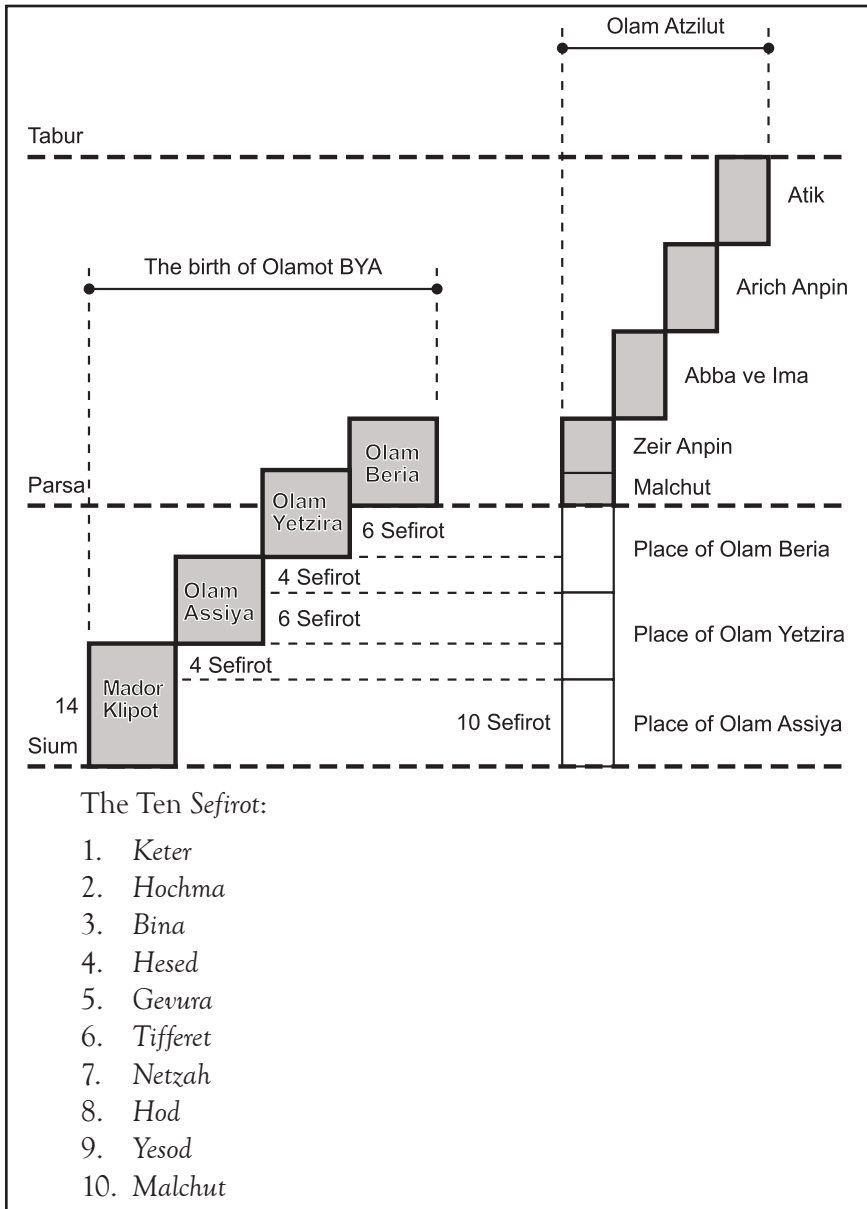 Olam Atzilut
Tabur
Atik
The birth of Olamot BYA
Arich Anpin
Abba ve Ima
Olam
Beria
Zeir Anpin
Parsa
Malchut
Olam
Yetzira
6 Sefirot
Place of Olam Beria
Olam
Assiya
4 Sefirot
6 Sefirot
Place of Olam Yetzira
4 Sefirot
Mador
Klipot
14
10 Sefirot
Place of Olam Assiya
Sium
The Ten Sefirot:
1. Keter
2. Hochma
3. Bina
4. Hesed
5. Gevura
6. Tifferet
7. Netzah
8. Hod
9. Yesod
10. Malchut